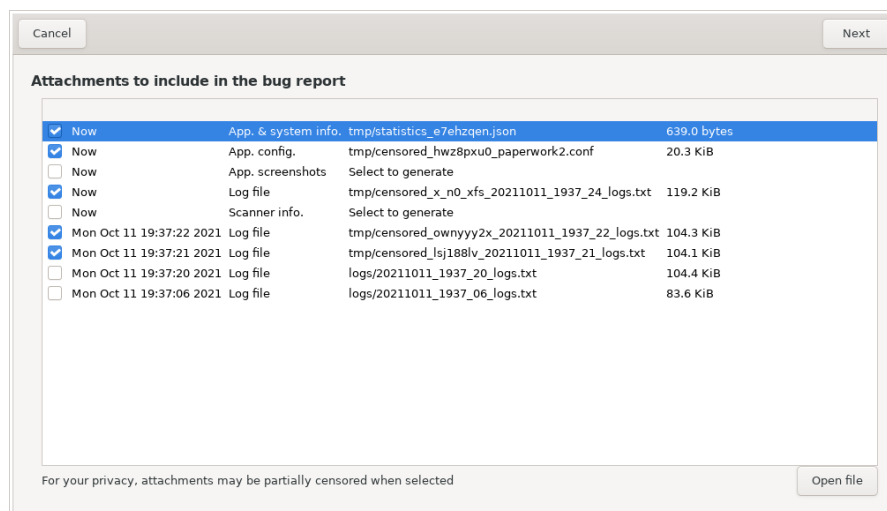 Cancel Next
Attachments to include in the bug report
Now App. & system info. tmp/statistics_e7ehzqen.json 639.0 bytes
Now App. config. tmp/censored_hwz8pxu0_paperwork2.conf 20.3 KiB
Now App. screenshots Select to generate
Now Log file tmp/censored_x_n0_xfs_20211011_1937_24_logs.txt 119.2 KiB
Now Scanner info. Select to generate
Mon Oct 11 19:37:22 2021 Log file tmp/censored_ownyyy2x_20211011_1937_22_logs.txt 104.3 KiB
Mon Oct 11 19:37:21 2021 Log file tmp/censored_lsj188lv_20211011_1937_21_logs.txt 104.1 KiB
Mon Oct 11 19:37:20 2021 Log file logs/20211011_1937_20_logs.txt 104.4 KiB
Mon Oct 11 19:37:06 2021 Log file logs/20211011_1937_06_logs.txt 83.6 KiB
For your privacy, attachments may be partially censored when selected Open file